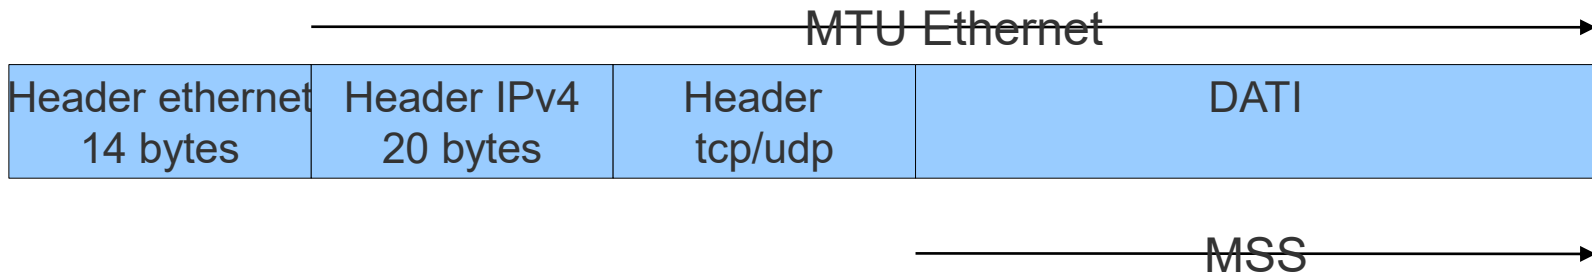 MTU Ethernet
Header ethernet
14 bytes
Header IPv4
20 bytes
Header
tcp/udp
DATI
MSS